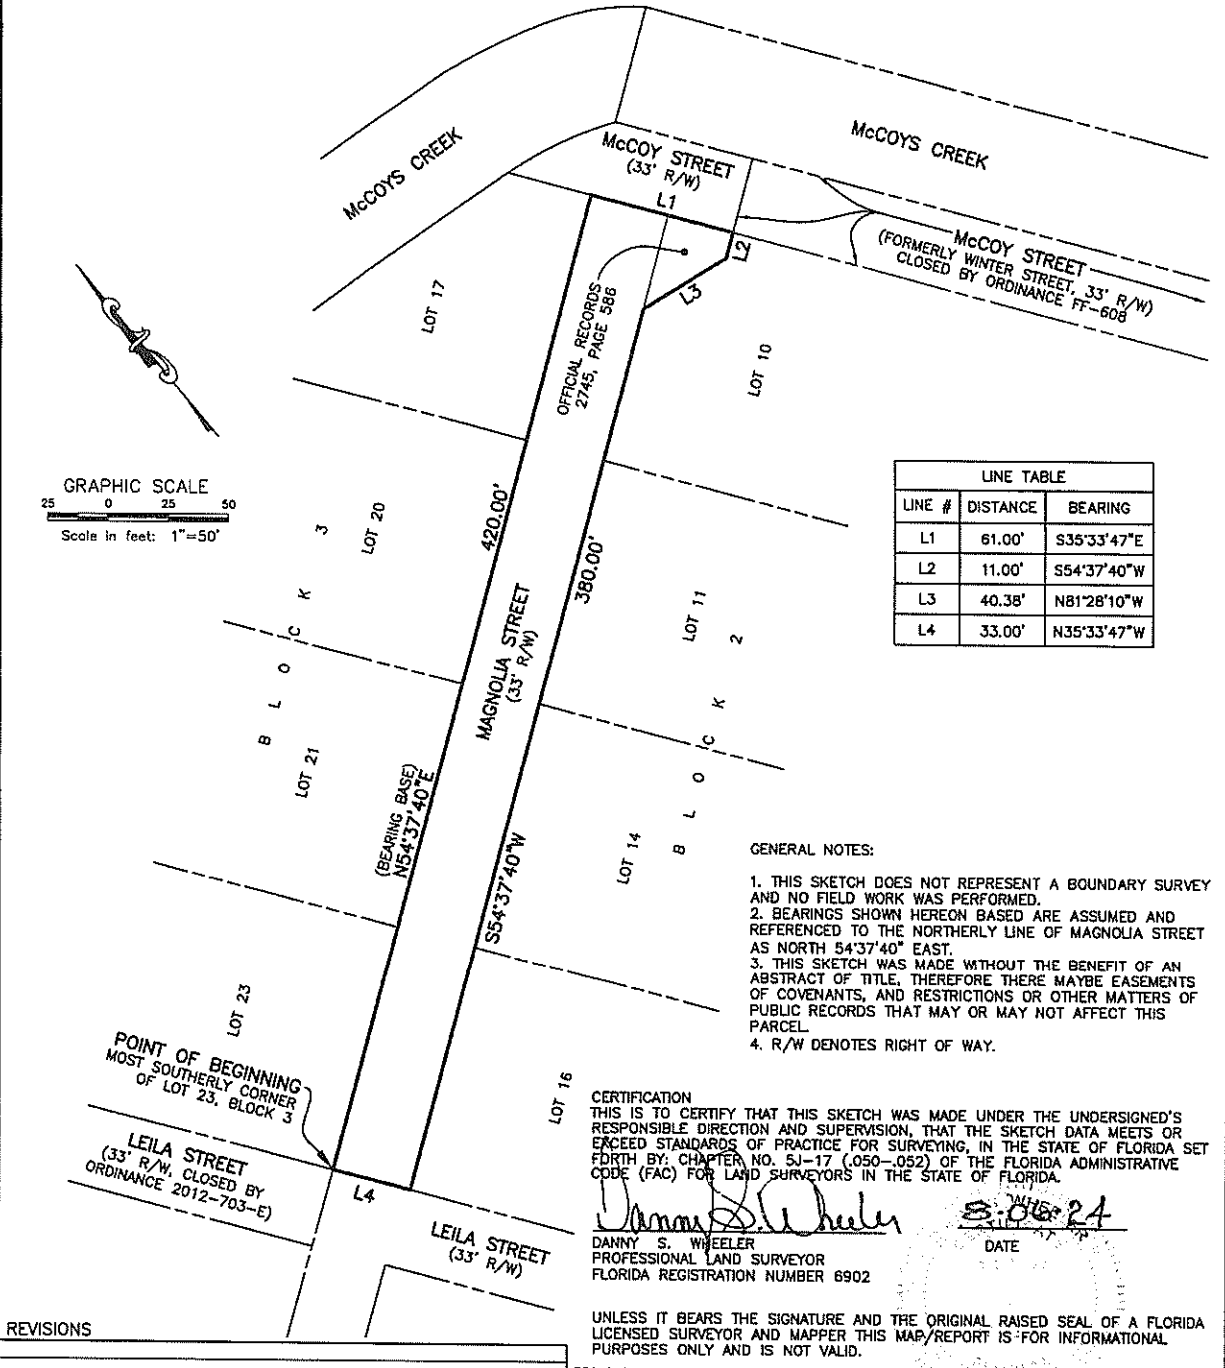 McCOYS CREEK
McCOYS CREEK
McCOY STREET
(33' R/W)
L1
L2
L3
McCOY STREET
(FORMERLY WINTER STREET, 33' R/W)
CLOSED BY ORDINANCE FF-608
LOT 17
OFFICIAL RECORDS
2745, PAGE 586
LOT 10
GRAPHIC SCALE
25 0 25 50
Scale in feet: 1"=50'
LINE TABLE
LINE # DISTANCE BEARING
L1 61.00' S35°33'47"E
L2 11.00' S54°37'40"W
L3 40.38' N81°28'10"W
L4 33.00' N35°33'47"W
420.00'
380.00'
LOT 20
BLOCK 3
MAGNOLIA STREET
(33' R/W)
LOT 11
BLOCK 2
LOT 21
(BEARING BASE)
N54°37'40"E
S54°37'40"W
LOT 14
GENERAL NOTES:
1. THIS SKETCH DOES NOT REPRESENT A BOUNDARY SURVEY
AND NO FIELD WORK WAS PERFORMED.
2. BEARINGS SHOWN HEREON BASED ARE ASSUMED AND
REFERENCED TO THE NORTHERLY LINE OF MAGNOLIA STREET
AS NORTH 54°37'40" EAST.
3. THIS SKETCH WAS MADE WITHOUT THE BENEFIT OF AN
ABSTRACT OF TITLE, THEREFORE THERE MAYBE EASEMENTS
OF COVENANTS, AND RESTRICTIONS OR OTHER MATTERS OF
PUBLIC RECORDS THAT MAY OR MAY NOT AFFECT THIS
PARCEL.
4. R/W DENOTES RIGHT OF WAY.
LOT 23
POINT OF BEGINNING
MOST SOUTHERLY CORNER
OF LOT 23, BLOCK 3
LOT 16
LEILA STREET
(33' R/W, CLOSED BY
ORDINANCE 2012-703-E)
L4
LEILA STREET
(33' R/W)
CERTIFICATION
THIS IS TO CERTIFY THAT THIS SKETCH WAS MADE UNDER THE UNDERSIGNED'S
RESPONSIBLE DIRECTION AND SUPERVISION, THAT THE SKETCH DATA MEETS OR
EXCEED STANDARDS OF PRACTICE FOR SURVEYING, IN THE STATE OF FLORIDA SET
FORTH BY: CHAPTER NO. 5J-17 (.050-.052) OF THE FLORIDA ADMINISTRATIVE
CODE (FAC) FOR LAND SURVEYORS IN THE STATE OF FLORIDA.
Danny S. Wheeler
8-06-24
DANNY S. WHEELER
DATE
PROFESSIONAL LAND SURVEYOR
FLORIDA REGISTRATION NUMBER 6902
UNLESS IT BEARS THE SIGNATURE AND THE ORIGINAL RAISED SEAL OF A FLORIDA
LICENSED SURVEYOR AND MAPPER THIS MAP/REPORT IS FOR INFORMATIONAL
PURPOSES ONLY AND IS NOT VALID.
REVISIONS